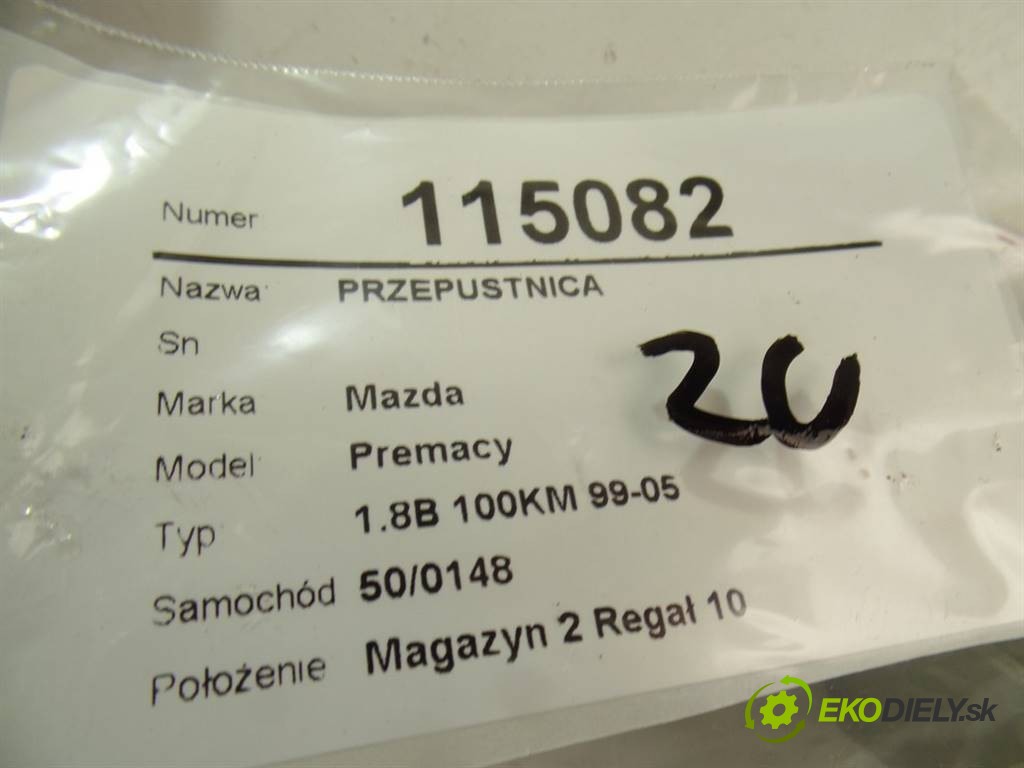 Numer 115082
Nazwa PRZEPUSTNICA
Sn
Marka Mazda
20
Model Premacy
Typ 1.8B 100KM 99-05
Samochód 50/0148
Położenie Magazyn 2 Regał 10
EKODIELY.sk